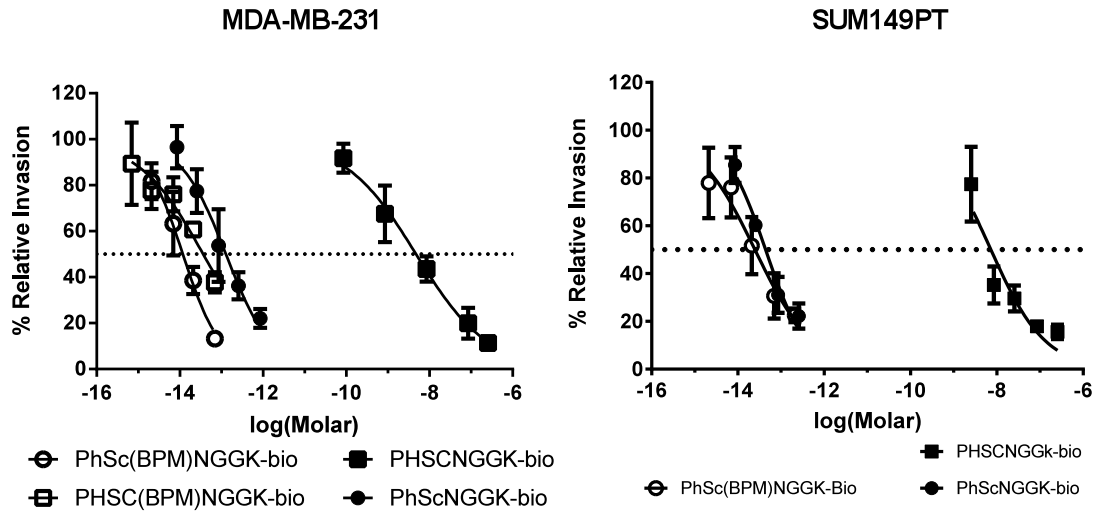 MDA-MB-231
% Relative Invasion
120
100
80
60
40
20
0
-16
-14
-12
-10
-8
-6
log(Molar)
PhSc(BPM)NGGK-bio
PHSCNGGK-bio
PHSC(BPM)NGGK-bio
PhScNGGK-bio
SUM149PT
% Relative Invasion
120
100
80
60
40
20
0
-16
-14
-12
-10
-8
-6
log(Molar)
PHSCNGGk-bio
PhSc(BPM)NGGK-Bio
PhScNGGK-bio